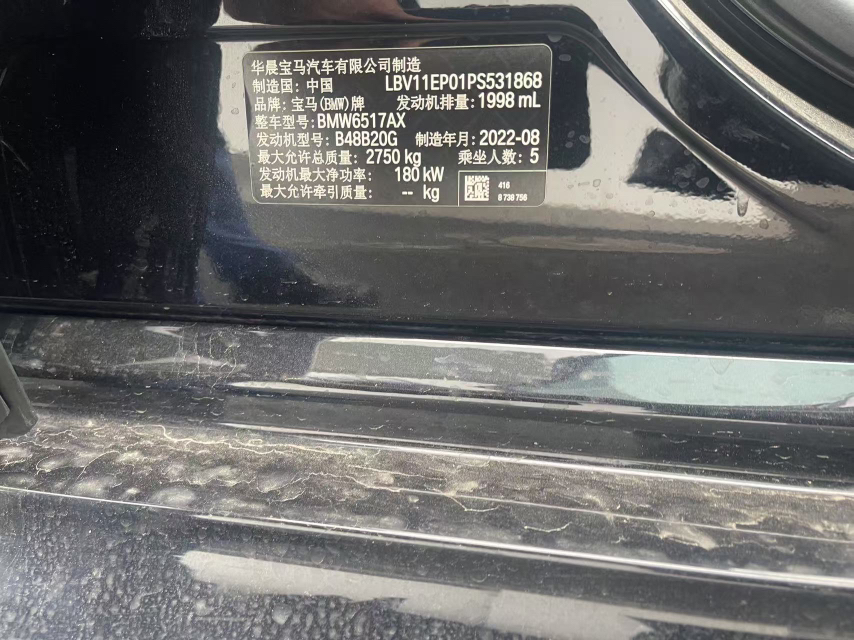 华晨宝马汽车有限公司制造
制造国：中国 LBV11EP01PS531868
品牌：宝马(BMW)牌 发动机排量：1998 mL
整车型号：BMW6517AX
发动机型号：B48B20G 制造年月：2022-08
最大允许总质量：2750 kg 乘坐人数：5
发动机最大净功率：180 kW
最大允许牵引质量：-- kg
416
8 738 756